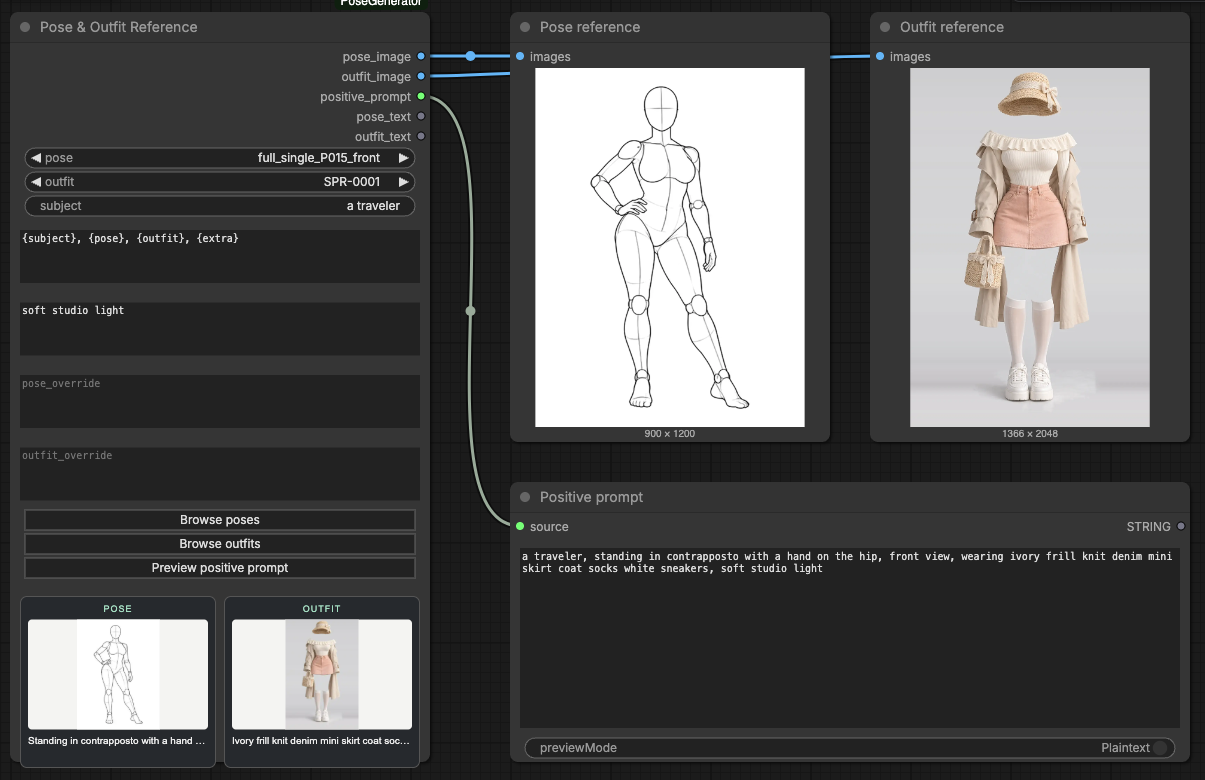 PoseGenerator
Pose & Outfit Reference
pose_image
outfit_image
positive_prompt
pose_text
outfit_text
pose full_single_P015_front
outfit SPR-0001
subject a traveler
{subject}, {pose}, {outfit}, {extra}
soft studio light
pose_override
outfit_override
Browse poses
Browse outfits
Preview positive prompt
POSE
Standing in contrapposto with a hand ...
OUTFIT
Ivory frill knit denim mini skirt coat soc...
Pose reference
images
900 × 1200
Outfit reference
images
1366 × 2048
Positive prompt
source STRING
a traveler, standing in contrapposto with a hand on the hip, front view, wearing ivory frill knit denim mini
skirt coat socks white sneakers, soft studio light
previewMode Plaintext